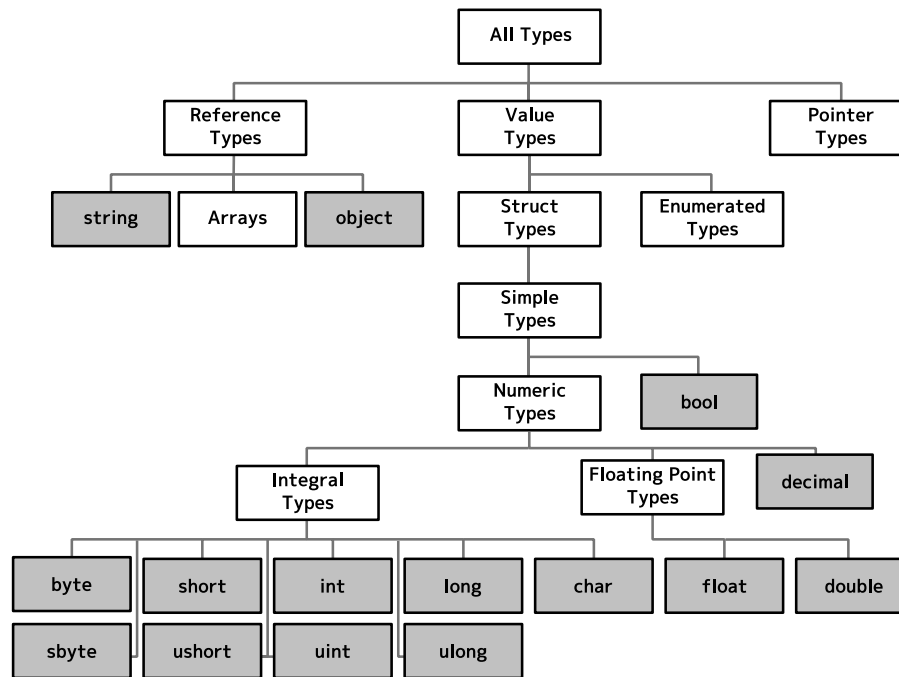 All Types
Reference
Types
Value
Types
Pointer
Types
string
Arrays
object
Struct
Types
Enumerated
Types
Simple
Types
Numeric
Types
bool
Integral
Types
Floating Point
Types
decimal
byte
short
int
long
char
float
double
sbyte
ushort
uint
ulong